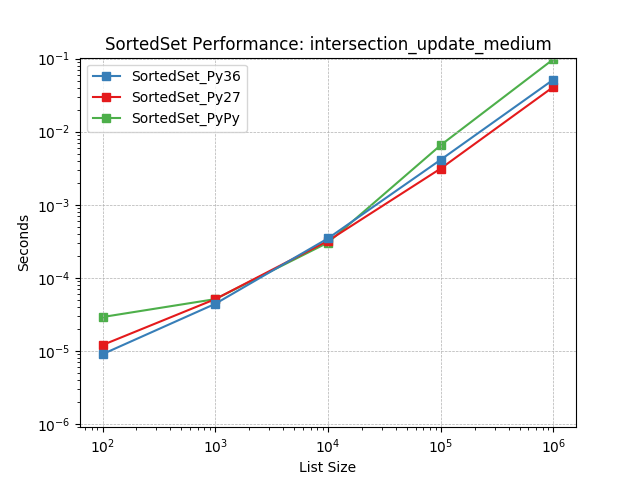 SortedSet Performance: intersection_update_medium
SortedSet_Py36
SortedSet_Py27
SortedSet_PyPy
Seconds
10⁻¹
10⁻²
10⁻³
10⁻⁴
10⁻⁵
10⁻⁶
10² 10³ 10⁴ 10⁵ 10⁶
List Size